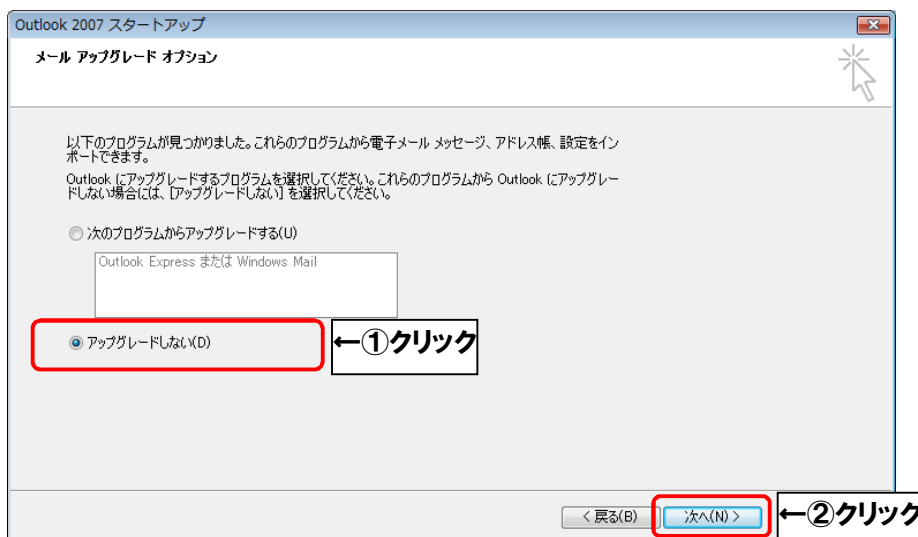 Outlook 2007 スタートアップ
メール アップグレード オプション
以下のプログラムが見つかりました。これらのプログラムから電子メール メッセージ、アドレス帳、設定をイン
ポートできます。
Outlook にアップグレードするプログラムを選択してください。これらのプログラムから Outlook にアップグレー
ドしない場合には、[アップグレードしない] を選択してください。
次のプログラムからアップグレードする(U)
Outlook Express または Windows Mail
アップグレードしない(D)
←①クリック
< 戻る(B)
次へ(N) >
←②クリック